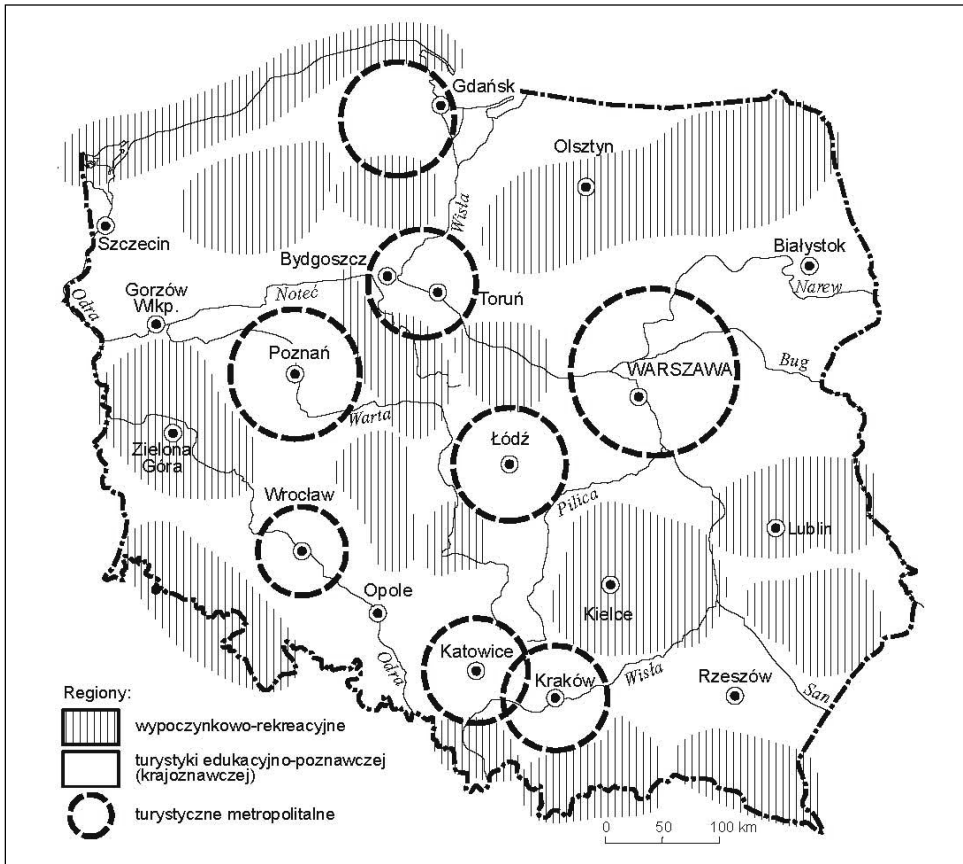 Gdańsk
Olsztyn
Wisła
Szczecin
Białystok
Bydgoszcz
Narew
Odra
Gorzów
Wlkp.
Noteć
Toruń
Poznań
WARSZAWA
Bug
Warta
Łódź
Zielona
Góra
Wrocław
Pilica
Lublin
Opole
Kielce
Katowice
Odra
Kraków
Wisła
Rzeszów
San
Regiony:
wypoczynkowo-rekreacyjne
turystyki edukacyjno-poznawczej
(krajoznawczej)
turystyczne metropolitalne
0 50 100 km